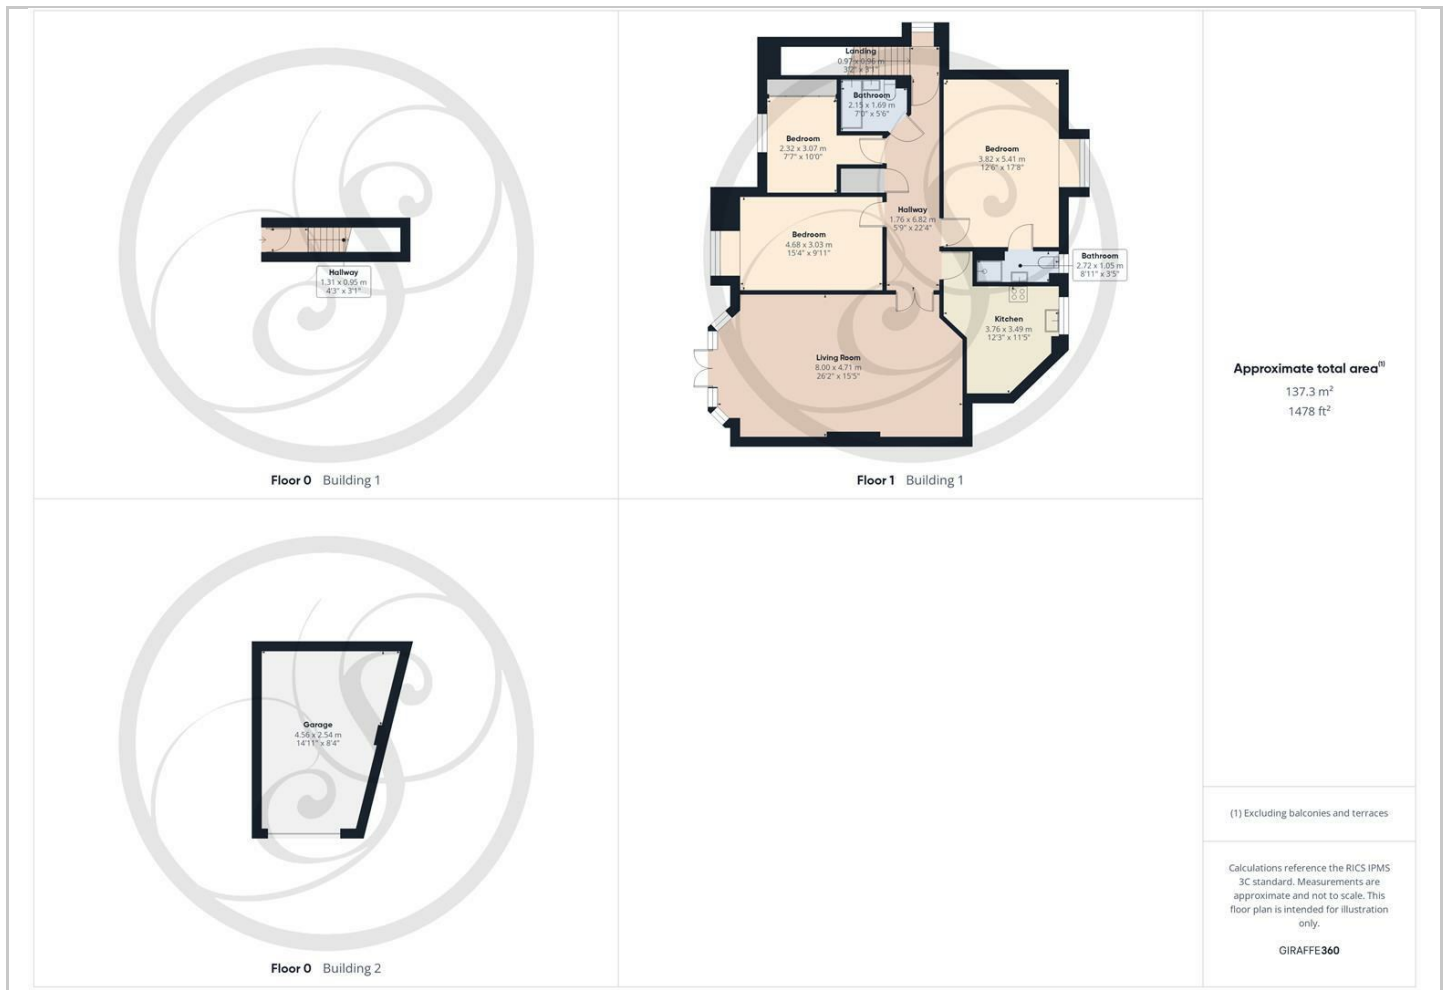 Hallway
1.31 x 0.95 m
4'3" x 3'1"
Floor 0 Building 1
Landing
0.97 x 0.96 m
3'2" x 3'1"
Bathroom
2.15 x 1.69 m
7'0" x 5'6"
Bedroom
2.32 x 3.07 m
7'7" x 10'0"
Bedroom
3.82 x 5.41 m
12'6" x 17'8"
Hallway
1.76 x 6.82 m
5'9" x 22'4"
Bedroom
4.68 x 3.03 m
15'4" x 9'11"
Bathroom
2.72 x 1.05 m
8'11" x 3'5"
Kitchen
3.76 x 3.49 m
12'3" x 11'5"
Living Room
8.00 x 4.71 m
26'2" x 15'5"
Floor 1 Building 1
Garage
4.56 x 2.54 m
14'11" x 8'4"
Floor 0 Building 2
Approximate total area(1)
137.3 m²
1478 ft²
(1) Excluding balconies and terraces
Calculations reference the RICS IPMS
3C standard. Measurements are
approximate and not to scale. This
floor plan is intended for illustration
only.
GIRAFFE360